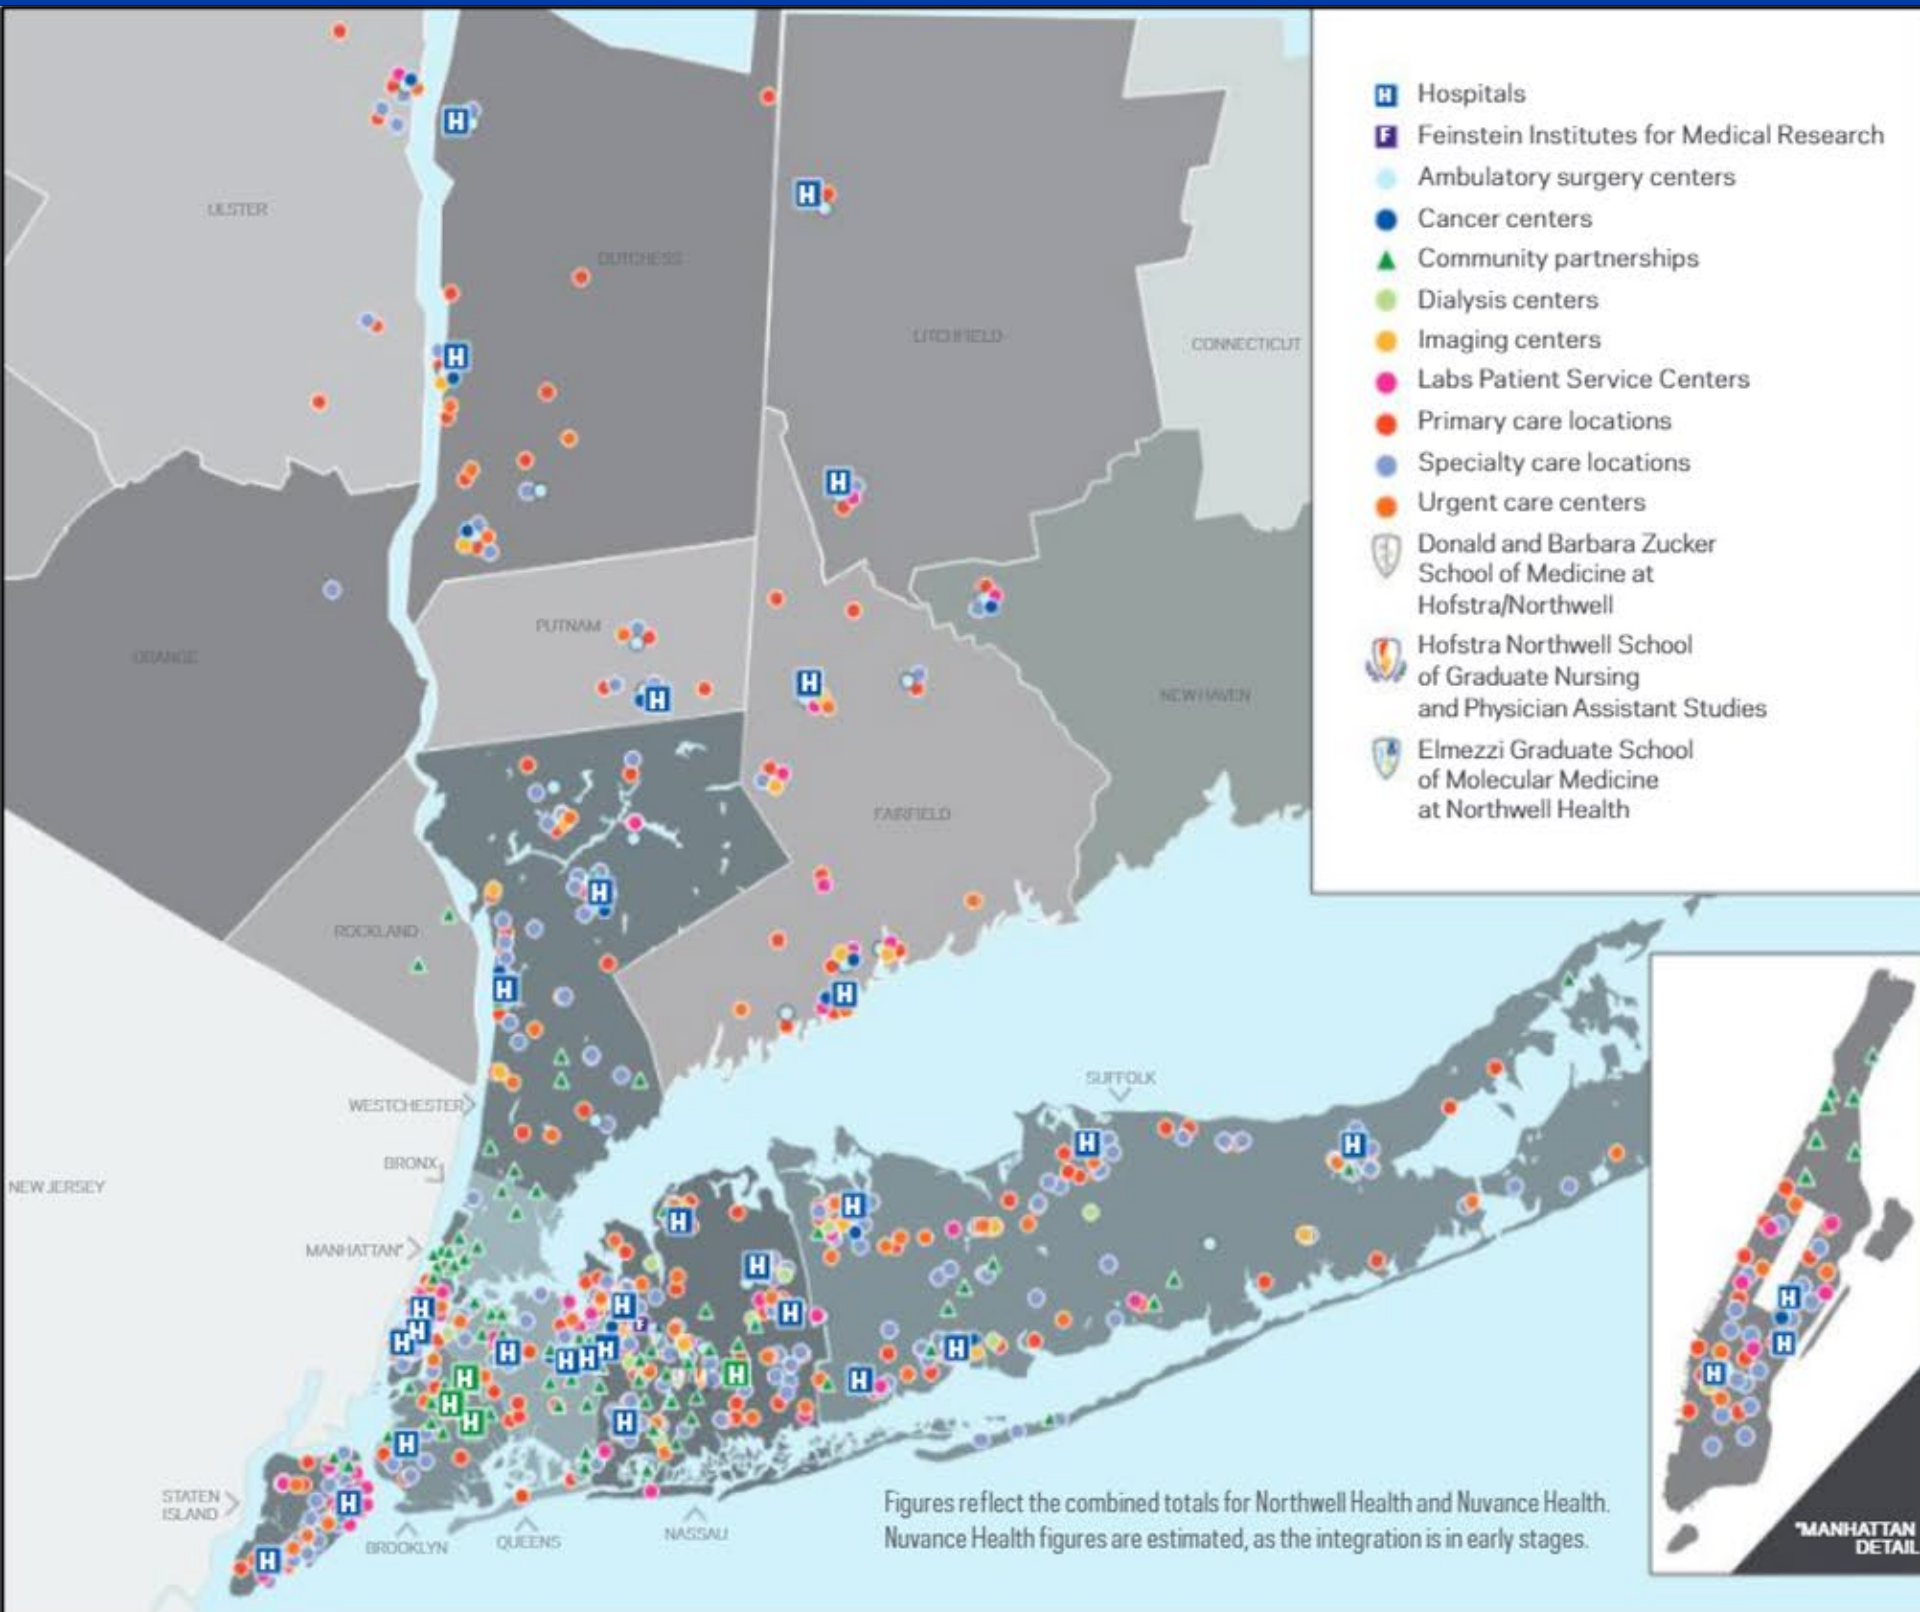 Hospitals
Feinstein Institutes for Medical Research
Ambulatory surgery centers
Cancer centers
Community partnerships
Dialysis centers
Imaging centers
Labs Patient Service Centers
Primary care locations
Specialty care locations
Urgent care centers
Donald and Barbara Zucker
School of Medicine at
Hofstra/Northwell
Hofstra Northwell School
of Graduate Nursing
and Physician Assistant Studies
Elmezzi Graduate School
of Molecular Medicine
at Northwell Health
ULSTER
DUTCHESS
LITCHFIELD
CONNECTICUT
PUTNAM
ORANGE
NEW HAVEN
FAIRFIELD
ROCKLAND
SUFFOLK
WESTCHESTER
BRONX
NEW JERSEY
MANHATTAN*
STATEN
ISLAND
BROOKLYN
QUEENS
NASSAU
Figures reflect the combined totals for Northwell Health and Nuvance Health.
Nuvance Health figures are estimated, as the integration is in early stages.
*MANHATTAN
DETAIL